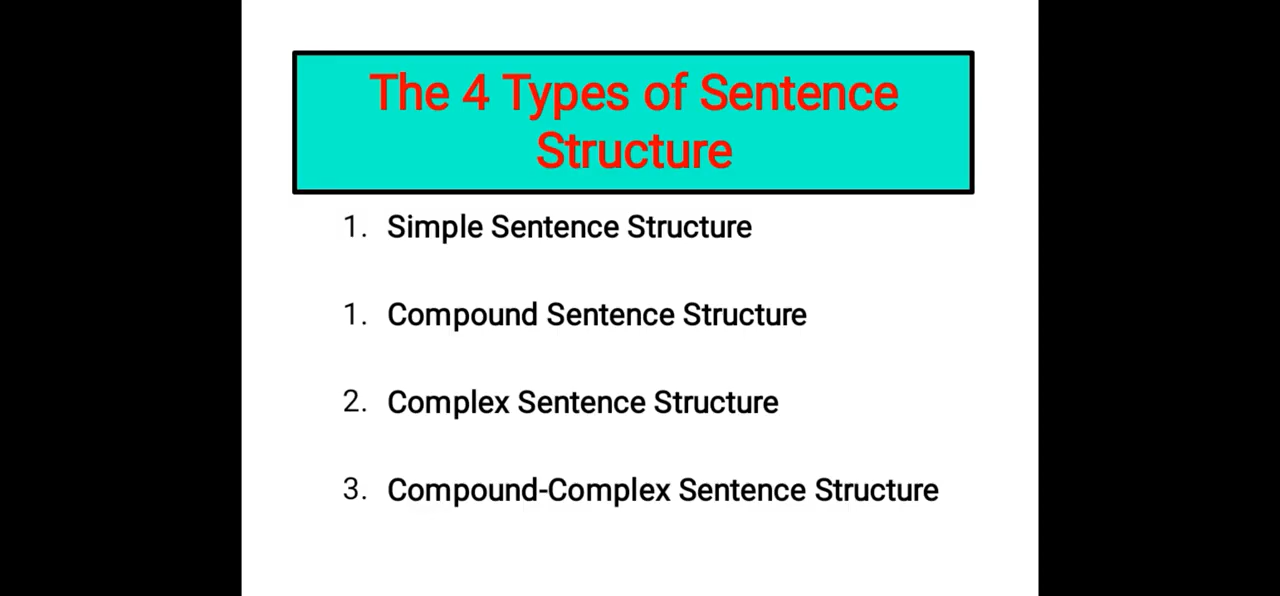 The 4 Types of Sentence
Structure
1. Simple Sentence Structure
1. Compound Sentence Structure
2. Complex Sentence Structure
3. Compound-Complex Sentence Structure